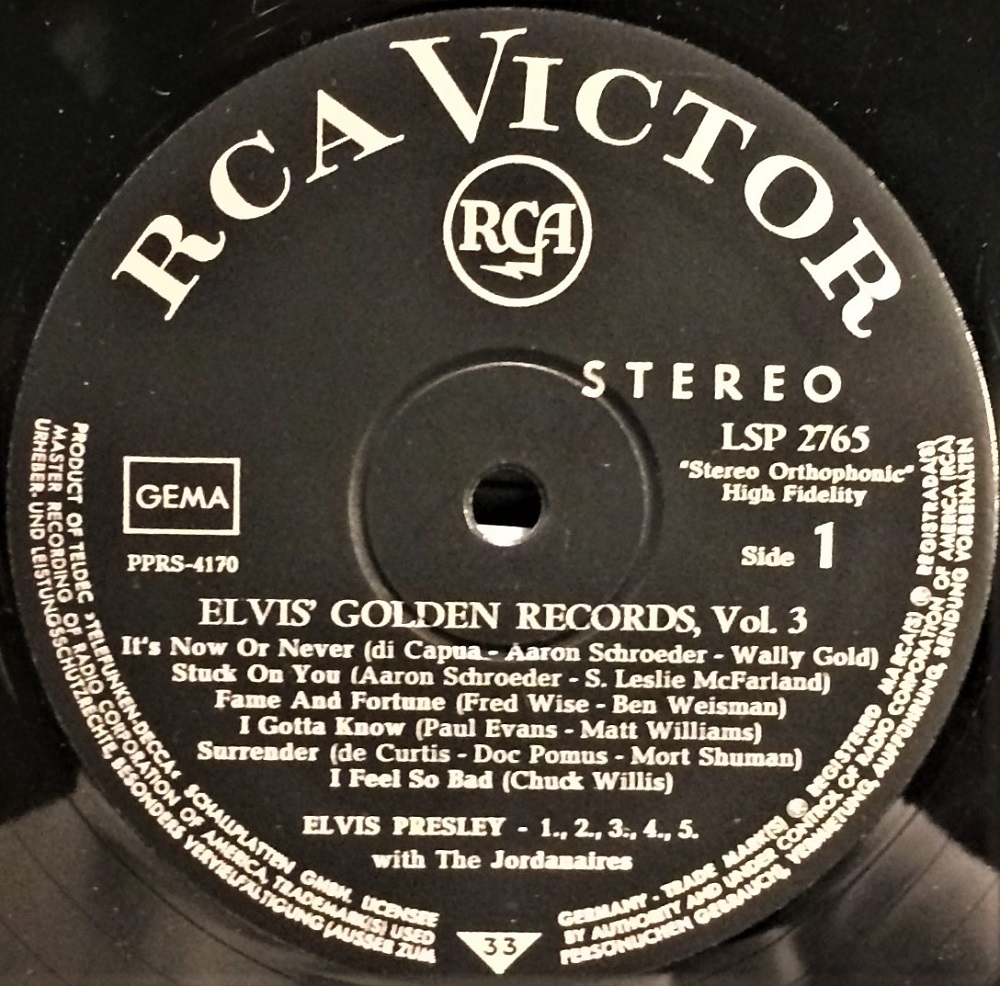 RCA VICTOR
RCA
STEREO
LSP 2765
"Stereo Orthophonic"
High Fidelity
GEMA
PPRS-4170
Side 1
ELVIS' GOLDEN RECORDS, Vol. 3
It's Now Or Never (di Capua - Aaron Schroeder - Wally Gold)
Stuck On You (Aaron Schroeder - S. Leslie McFarland)
Fame And Fortune (Fred Wise - Ben Weisman)
I Gotta Know (Paul Evans - Matt Williams)
Surrender (de Curtis - Doc Pomus - Mort Shuman)
I Feel So Bad (Chuck Willis)
ELVIS PRESLEY - 1., 2., 3., 4., 5.
with The Jordanaires
PRODUCT OF TELDEC »TELEFUNKEN-DECCA« SCHALLPLATTEN GMBH. LICENSEE
MASTER RECORDING OF RADIO CORPORATION OF AMERICA, TRADEMARK(S) USED
URHEBER- UND LEISTUNGSSCHUTZRECHTE, BESONDERS VERVIELFÄLTIGUNG (AUSSER ZUM
GERMANY - TRADE MARK(S) ® REGISTERED MARCA(S) ® REGISTRADA(S)
BY AUTHORITY AND UNDER CONTROL OF RADIO CORPORATION OF AMERICA (RCA)
PERSÖNLICHEN GEBRAUCH), VERMIETUNG, AUFFÜHRUNG, SENDUNG VORBEHALTEN
33